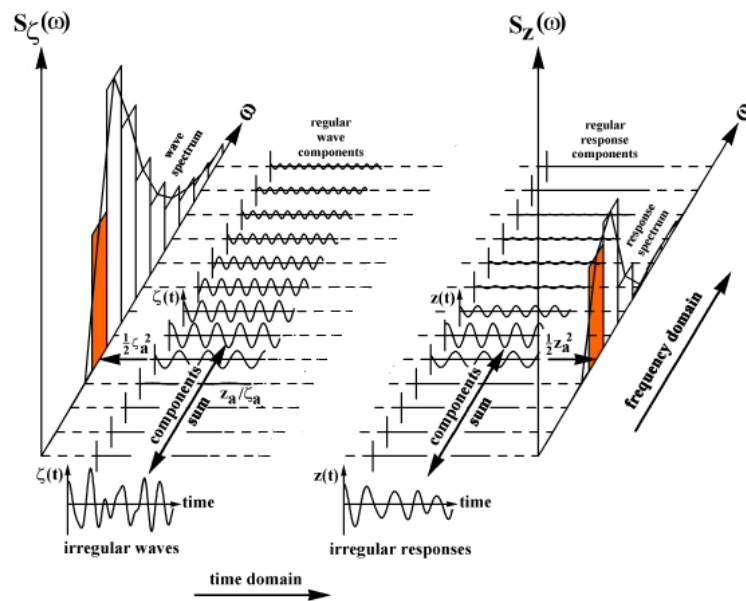 Sζ(ω)
Sz(ω)
ω
ω
wave
spectrum
regular
wave
components
regular
response
components
response
spectrum
ζ(t)
z(t)
½ζa²
½za²
za/ζa
components
sum
components
sum
frequency domain
ζ(t)
time
irregular waves
z(t)
time
irregular responses
time domain